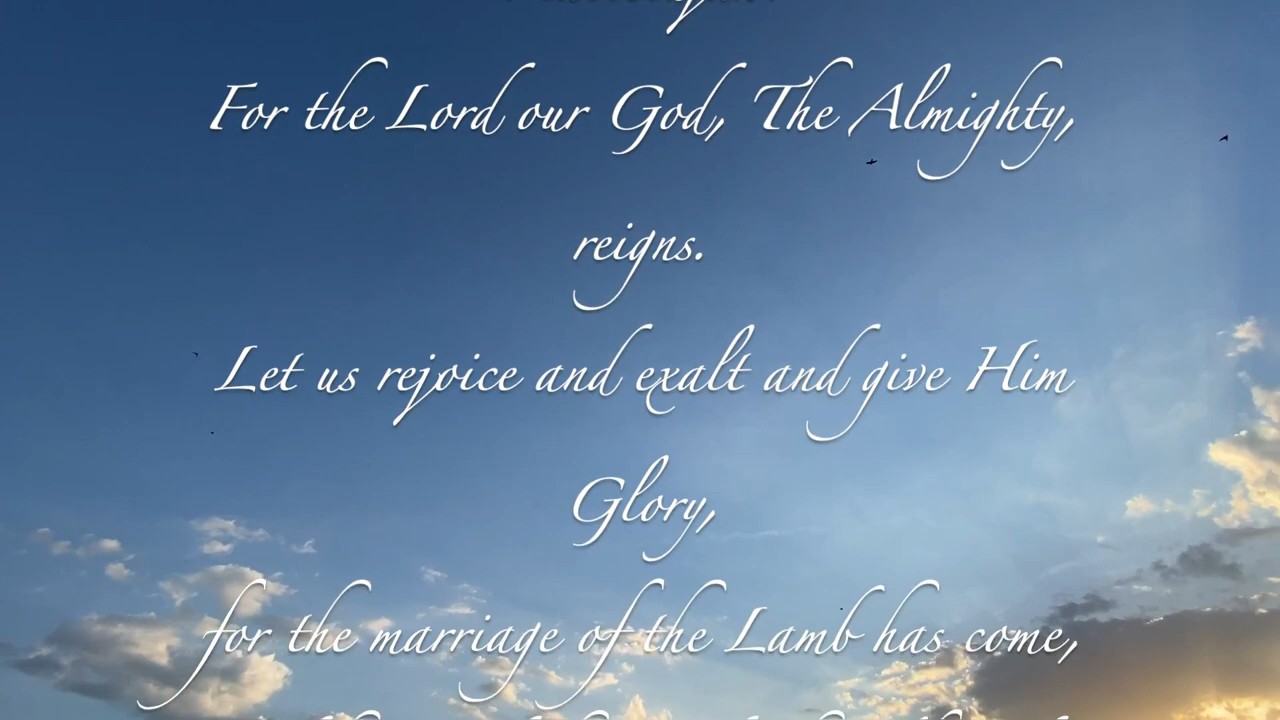 For the Lord our God, The Almighty,
reigns.
Let us rejoice and exalt and give Him
Glory,
for the marriage of the Lamb has come,